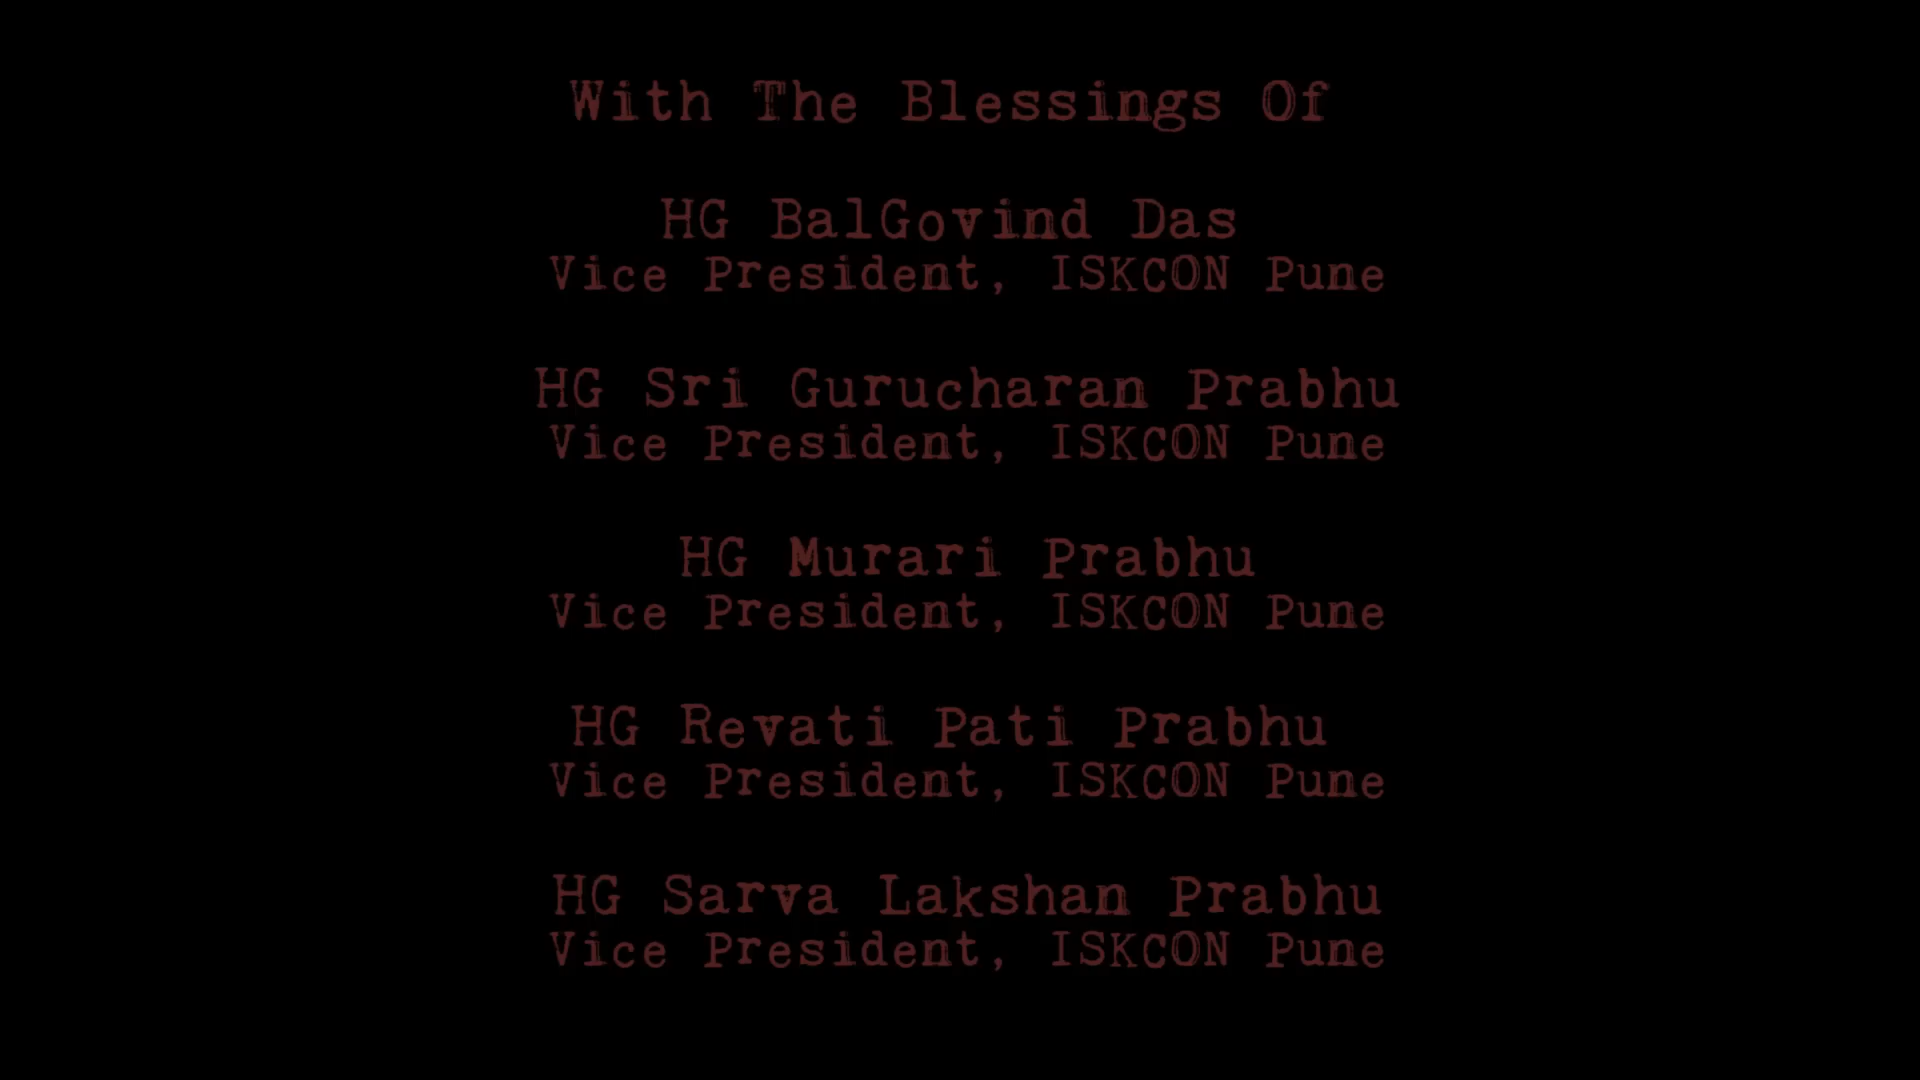 With The Blessings Of
HG BalGovind Das
Vice President, ISKCON Pune
HG Sri Gurucharan Prabhu
Vice President, ISKCON Pune
HG Murari Prabhu
Vice President, ISKCON Pune
HG Revati Pati Prabhu
Vice President, ISKCON Pune
HG Sarva Lakshan Prabhu
Vice President, ISKCON Pune